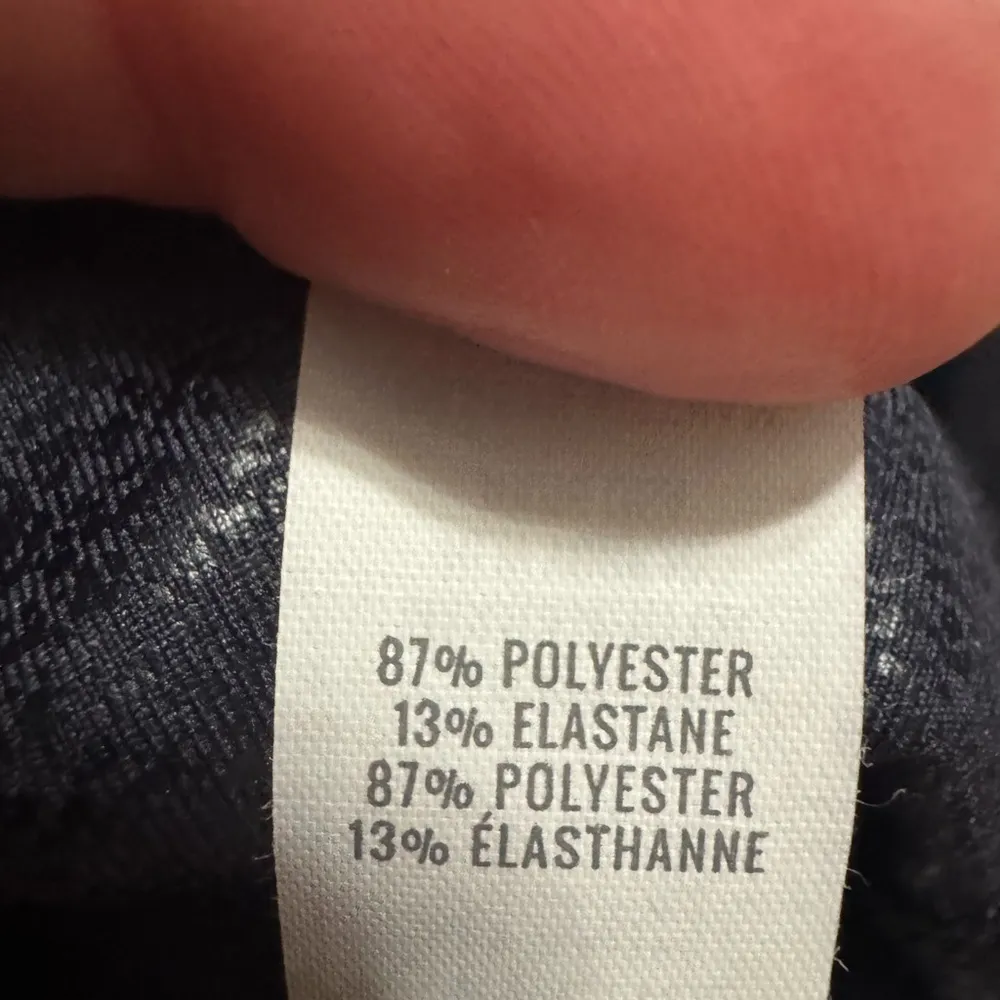 87% POLYESTER
13% ELASTANE
87% POLYESTER
13% ÉLASTHANNE